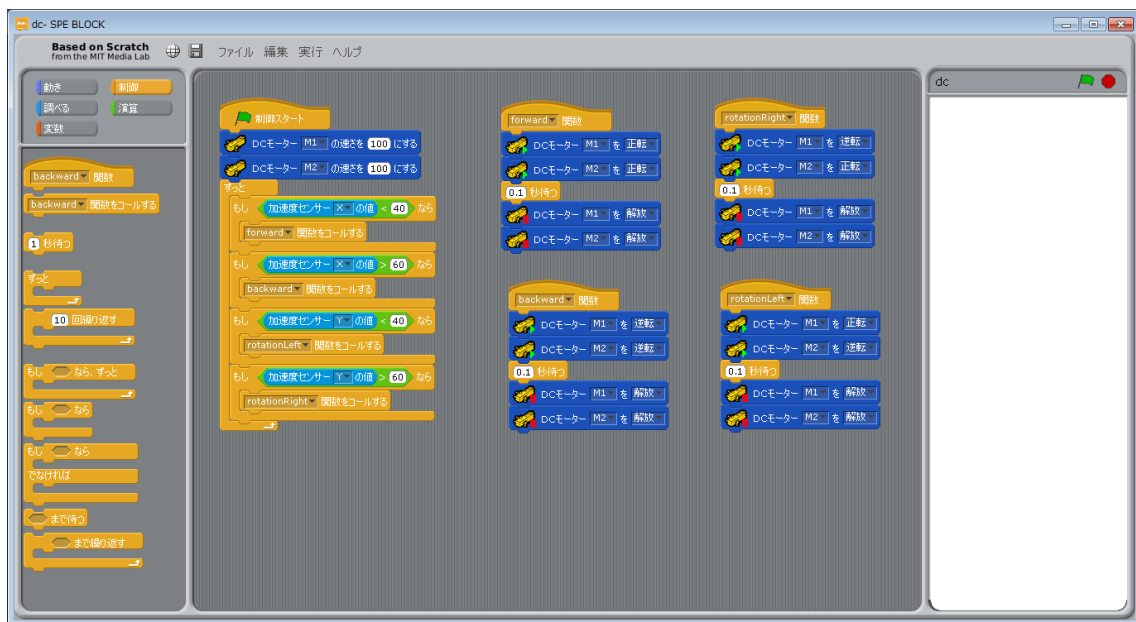 dc- SPE BLOCK
Based on Scratch
from the MIT Media Lab
ファイル 編集 実行 ヘルプ
動き 制御
調べる 演算
変数
backward 関数
backward 関数をコールする
1 秒待つ
ずっと
10 回繰り返す
もし なら、ずっと
もし なら
もし なら
でなければ
まで待つ
まで繰り返す
制御スタート
DCモーター M1 の速さを 100 にする
DCモーター M2 の速さを 100 にする
ずっと
もし 加速度センサー X の値 < 40 なら
forward 関数をコールする
もし 加速度センサー X の値 > 60 なら
backward 関数をコールする
もし 加速度センサー Y の値 < 40 なら
rotationLeft 関数をコールする
もし 加速度センサー Y の値 > 60 なら
rotationRight 関数をコールする
forward 関数
DCモーター M1 を 正転
DCモーター M2 を 正転
0.1 秒待つ
DCモーター M1 を 解放
DCモーター M2 を 解放
backward 関数
DCモーター M1 を 逆転
DCモーター M2 を 逆転
0.1 秒待つ
DCモーター M1 を 解放
DCモーター M2 を 解放
rotationRight 関数
DCモーター M1 を 逆転
DCモーター M2 を 正転
0.1 秒待つ
DCモーター M1 を 解放
DCモーター M2 を 解放
rotationLeft 関数
DCモーター M1 を 正転
DCモーター M2 を 逆転
0.1 秒待つ
DCモーター M1 を 解放
DCモーター M2 を 解放
dc